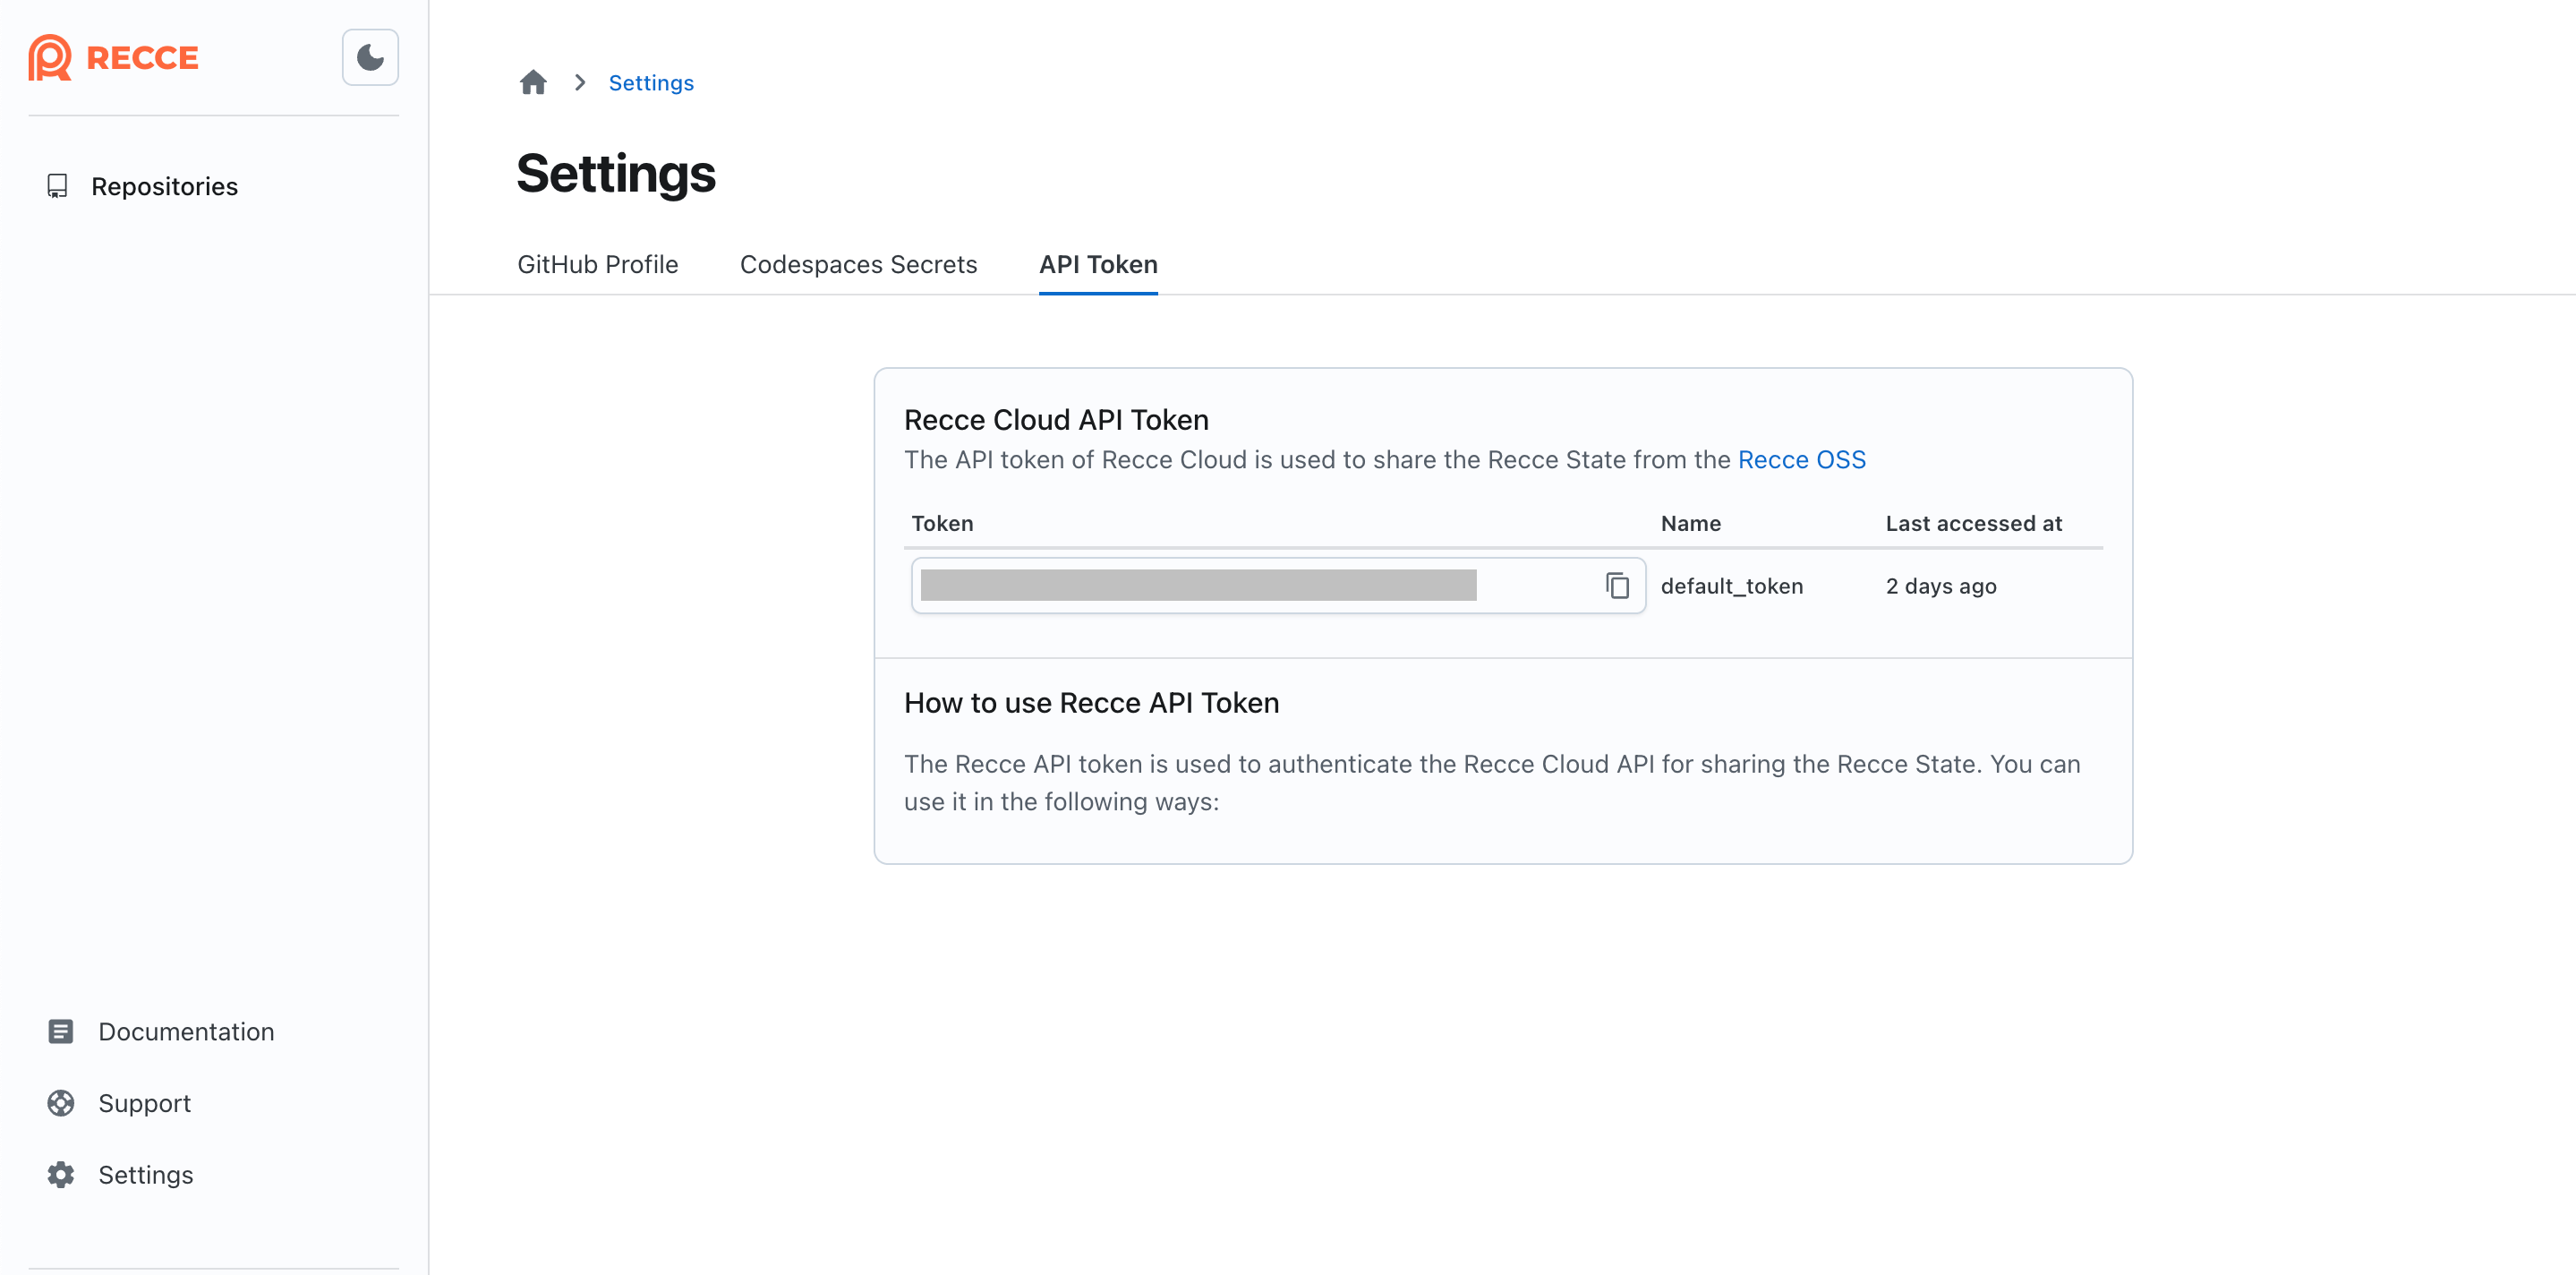 RECCE
Repositories
Documentation
Support
Settings
Settings
Settings
GitHub Profile
Codespaces Secrets
API Token
Recce Cloud API Token
The API token of Recce Cloud is used to share the Recce State from the Recce OSS
Token Name Last accessed at
default_token 2 days ago
How to use Recce API Token
The Recce API token is used to authenticate the Recce Cloud API for sharing the Recce State. You can
use it in the following ways: